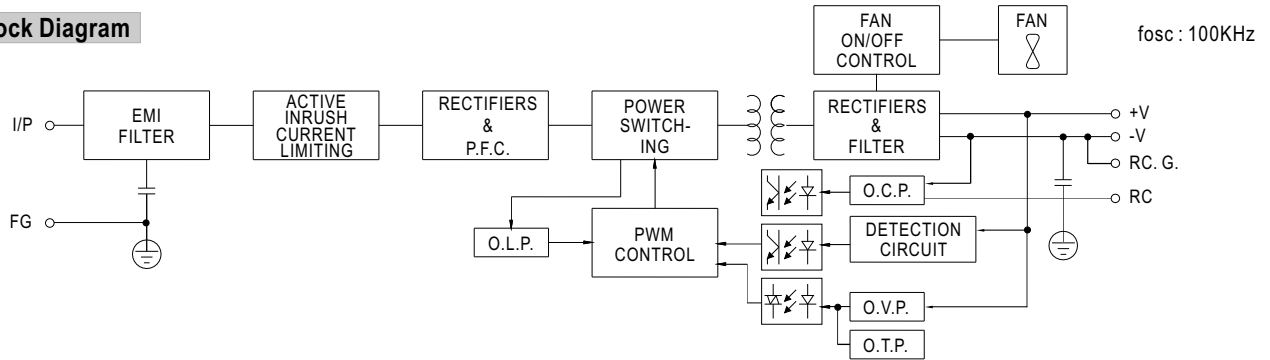 ock Diagram
fosc : 100KHz
FAN
ON/OFF
CONTROL
FAN
I/P
EMI
FILTER
ACTIVE
INRUSH
CURRENT
LIMITING
RECTIFIERS
&
P.F.C.
POWER
SWITCH-
ING
RECTIFIERS
&
FILTER
+V
-V
RC. G.
RC
FG
O.L.P.
PWM
CONTROL
O.C.P.
DETECTION
CIRCUIT
O.V.P.
O.T.P.